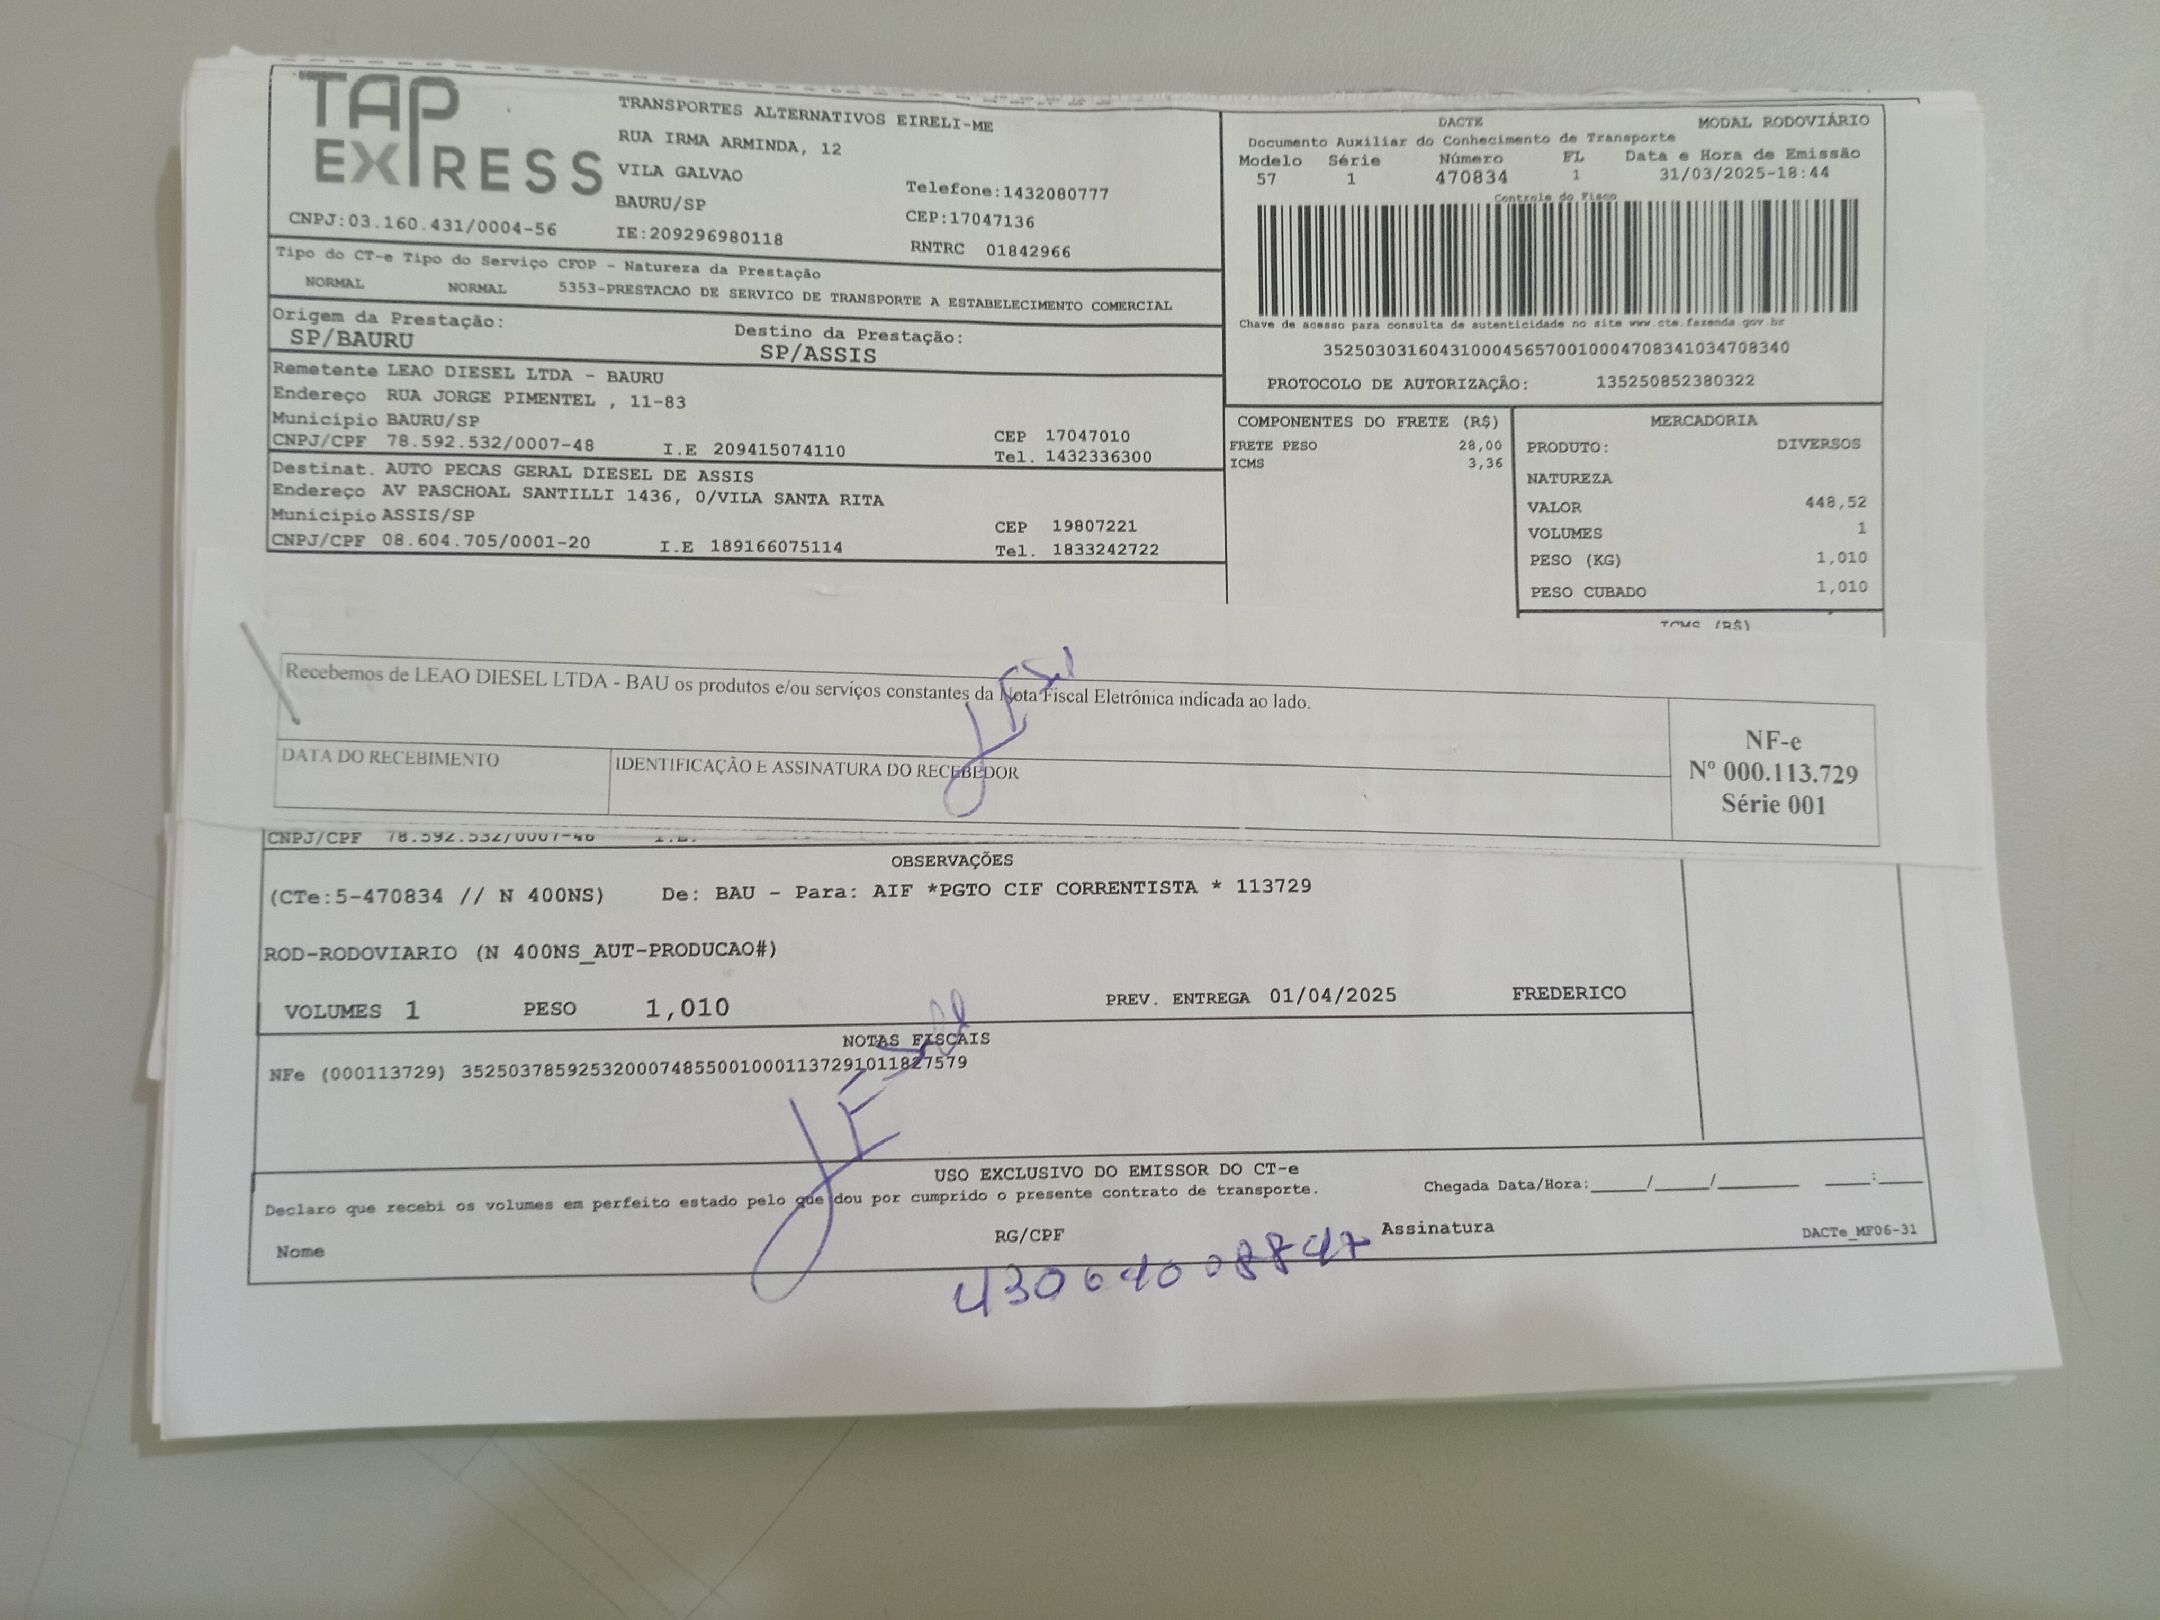 TAP
EXPRESS
CNPJ:03.160.431/0004-56
TRANSPORTES ALTERNATIVOS EIRELI-ME
RUA IRMA ARMINDA, 12
VILA GALVAO
BAURU/SP
IE:209296980118
Telefone:1432080777
CEP:17047136
RNTRC 01842966
DACTE MODAL RODOVIÁRIO
Documento Auxiliar do Conhecimento de Transporte
Modelo Série Número FL Data e Hora de Emissão
57 1 470834 1 31/03/2025-18:44
Controle do Fisco
Chave de acesso para consulta de autenticidade no site www.cte.fazenda.gov.br
35250303160431000456570010004708341034708340
PROTOCOLO DE AUTORIZAÇÃO: 135250852380322
Tipo do CT-e Tipo do Serviço CFOP - Natureza da Prestação
NORMAL NORMAL 5353-PRESTACAO DE SERVICO DE TRANSPORTE A ESTABELECIMENTO COMERCIAL
Origem da Prestação: Destino da Prestação:
SP/BAURU SP/ASSIS
Remetente LEAO DIESEL LTDA - BAURU
Endereço RUA JORGE PIMENTEL , 11-83
Município BAURU/SP CEP 17047010
CNPJ/CPF 78.592.532/0007-48 I.E 209415074110 Tel. 1432336300
Destinat. AUTO PECAS GERAL DIESEL DE ASSIS
Endereço AV PASCHOAL SANTILLI 1436, 0/VILA SANTA RITA
Município ASSIS/SP CEP 19807221
CNPJ/CPF 08.604.705/0001-20 I.E 189166075114 Tel. 1833242722
COMPONENTES DO FRETE (R$)
FRETE PESO 28,00
ICMS 3,36
MERCADORIA
PRODUTO: DIVERSOS
NATUREZA
VALOR 448,52
VOLUMES 1
PESO (KG) 1,010
PESO CUBADO 1,010
ICMS (R$)
Recebemos de LEAO DIESEL LTDA - BAU os produtos e/ou serviços constantes da Nota Fiscal Eletrônica indicada ao lado.
DATA DO RECEBIMENTO IDENTIFICAÇÃO E ASSINATURA DO RECEBEDOR
NF-e
Nº 000.113.729
Série 001
CNPJ/CPF 78.592.532/0007-48 I.E.
OBSERVAÇÕES
(CTe:5-470834 // N 400NS) De: BAU - Para: AIF *PGTO CIF CORRENTISTA * 113729
ROD-RODOVIARIO (N 400NS_AUT-PRODUCAO#)
VOLUMES 1 PESO 1,010 PREV. ENTREGA 01/04/2025 FREDERICO
NOTAS FISCAIS
NFe (000113729) 35250378592532000748550010001137291011827579
USO EXCLUSIVO DO EMISSOR DO CT-e
Declaro que recebi os volumes em perfeito estado pelo que dou por cumprido o presente contrato de transporte. Chegada Data/Hora:_____/_____/________ ____:____
Nome RG/CPF Assinatura DACTe_MF06-31